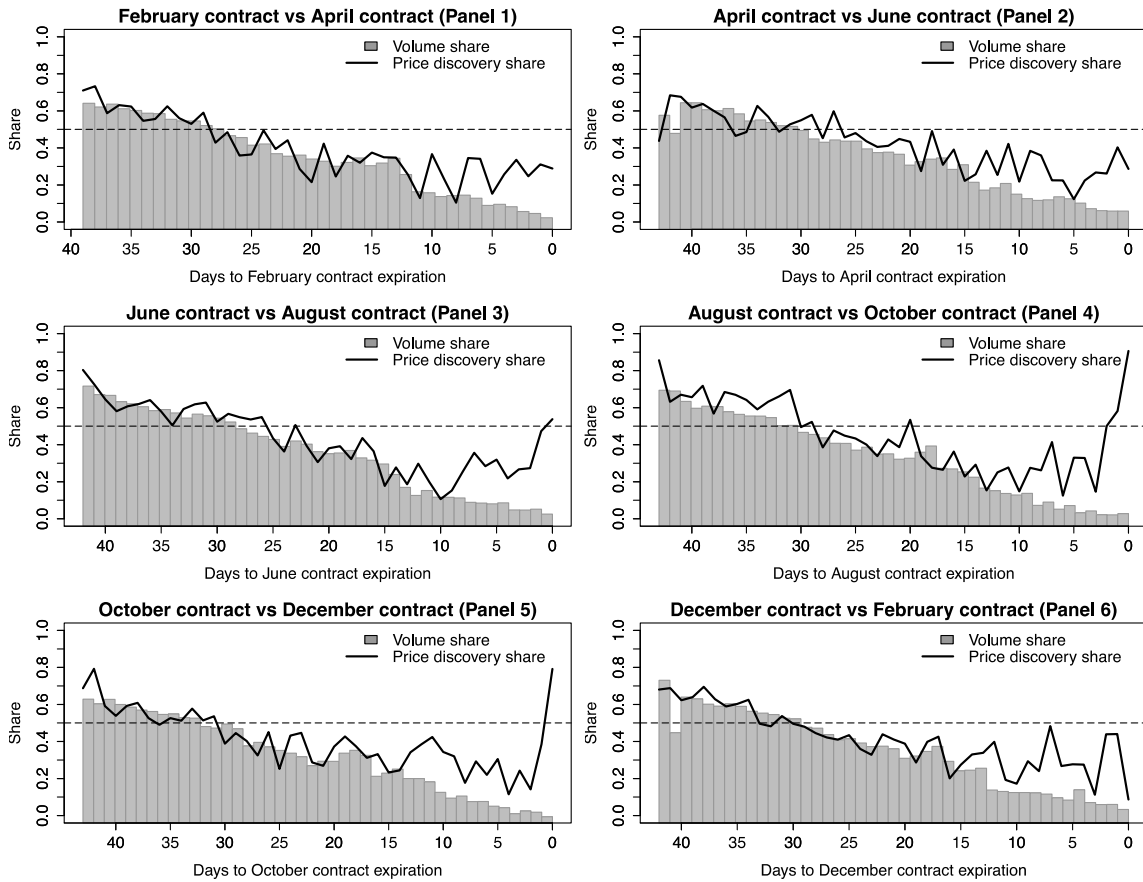 February contract vs April contract (Panel 1)
Share
0.0 0.2 0.4 0.6 0.8 1.0
Volume share
Price discovery share
40 35 30 25 20 15 10 5 0
Days to February contract expiration
April contract vs June contract (Panel 2)
Share
0.0 0.2 0.4 0.6 0.8 1.0
Volume share
Price discovery share
40 35 30 25 20 15 10 5 0
Days to April contract expiration
June contract vs August contract (Panel 3)
Share
0.0 0.2 0.4 0.6 0.8 1.0
Volume share
Price discovery share
40 35 30 25 20 15 10 5 0
Days to June contract expiration
August contract vs October contract (Panel 4)
Share
0.0 0.2 0.4 0.6 0.8 1.0
Volume share
Price discovery share
40 35 30 25 20 15 10 5 0
Days to August contract expiration
October contract vs December contract (Panel 5)
Share
0.0 0.2 0.4 0.6 0.8 1.0
Volume share
Price discovery share
40 35 30 25 20 15 10 5 0
Days to October contract expiration
December contract vs February contract (Panel 6)
Share
0.0 0.2 0.4 0.6 0.8 1.0
Volume share
Price discovery share
40 35 30 25 20 15 10 5 0
Days to December contract expiration